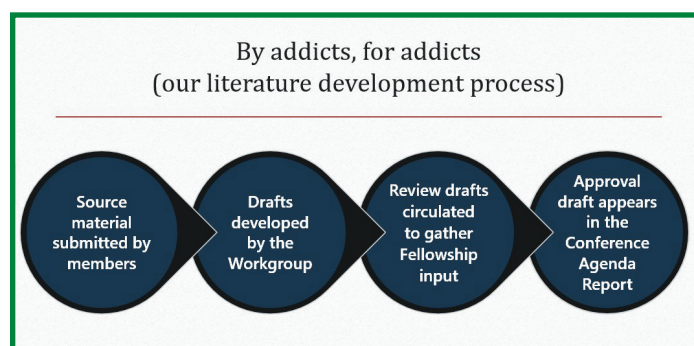 By addicts, for addicts
(our literature development process)
Source
material
submitted by
members
Drafts
developed
by the
Workgroup
Review drafts
circulated
to gather
Fellowship
input
Approval
draft appears
in the
Conference
Agenda
Report